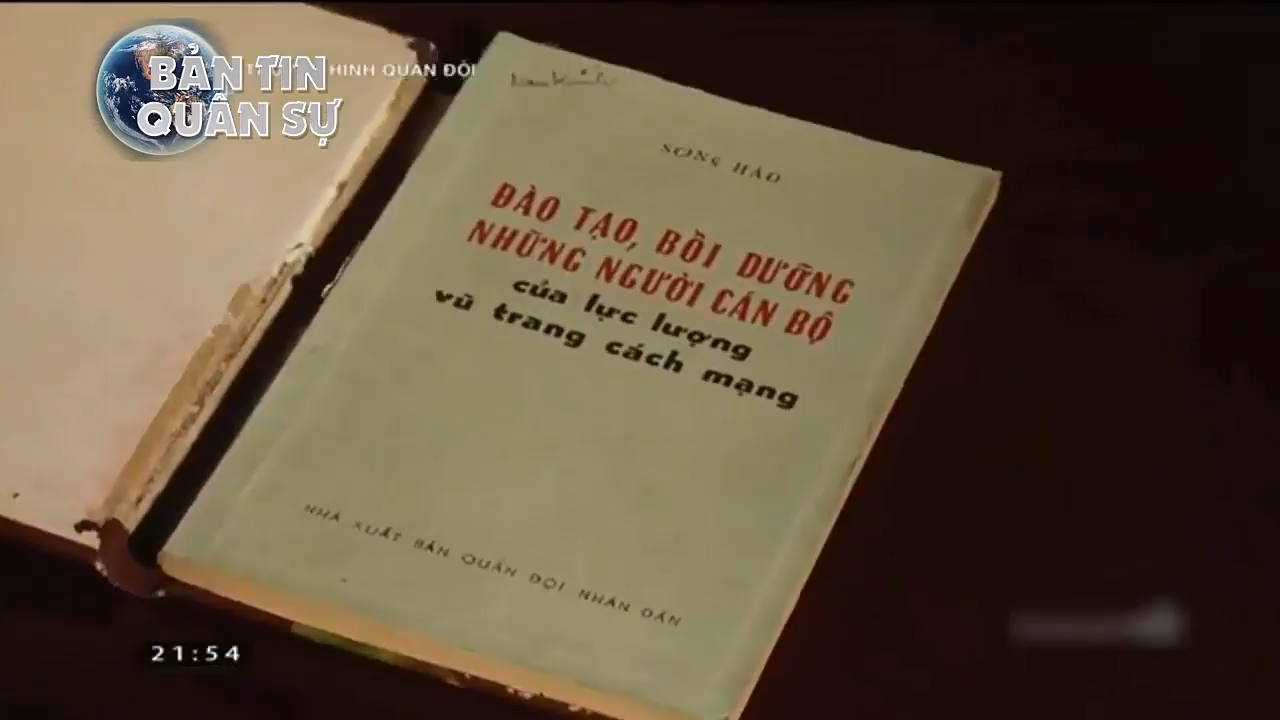 BẢN TIN
QUÂN SỰ
HÌNH QUÂN ĐỘI
SONG HÀO
ĐÀO TẠO, BỒI DƯỠNG
NHỮNG NGƯỜI CÁN BỘ
của lực lượng
vũ trang cách mạng
NHÀ XUẤT BẢN QUÂN ĐỘI NHÂN DÂN
21:54